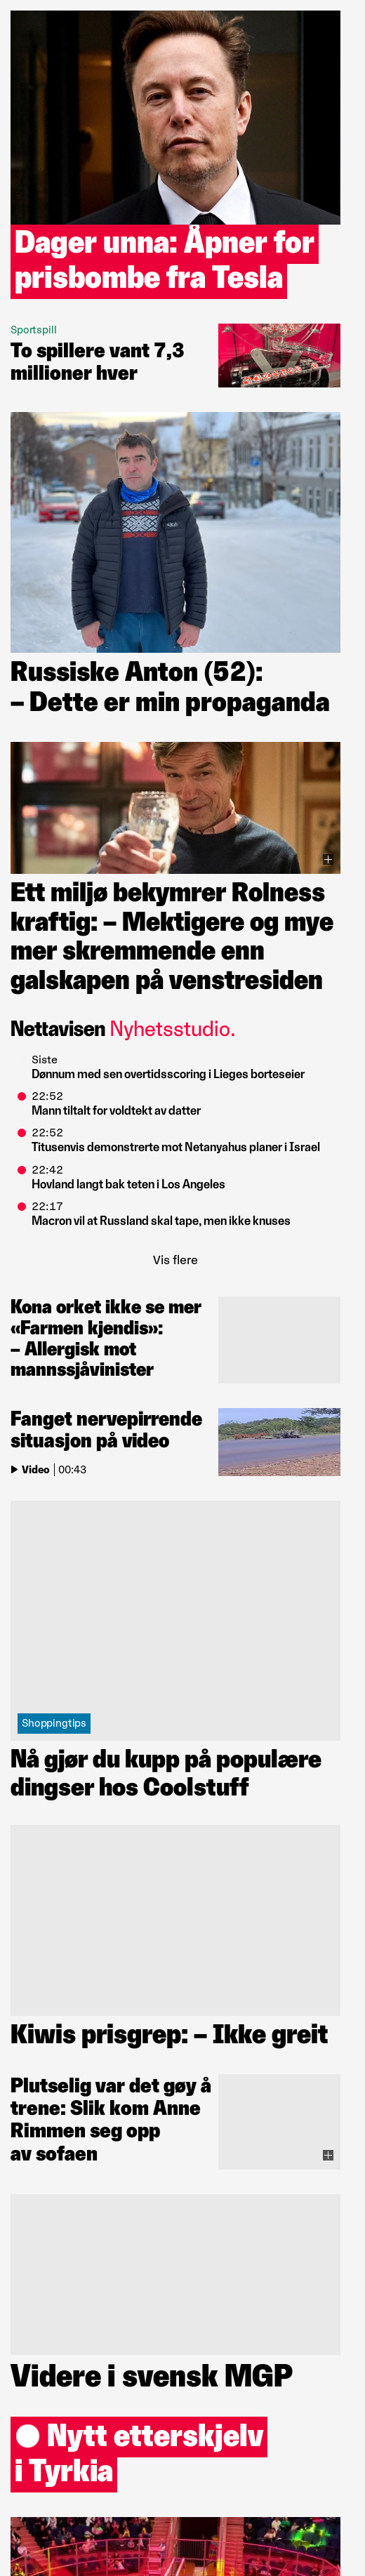 Dager unna: Åpner for
prisbombe fra Tesla
Sportspill
To spillere vant 7,3
millioner hver
Russiske Anton (52):
– Dette er min propaganda
Ett miljø bekymrer Rolness
kraftig: – Mektigere og mye
mer skremmende enn
galskapen på venstresiden
Nettavisen Nyhetsstudio.
Siste
Dønnum med sen overtidsscoring i Lieges borteseier
22:52
Mann tiltalt for voldtekt av datter
22:52
Titusenvis demonstrerte mot Netanyahus planer i Israel
22:42
Hovland langt bak teten i Los Angeles
22:17
Macron vil at Russland skal tape, men ikke knuses
Vis flere
Kona orket ikke se mer
«Farmen kjendis»:
– Allergisk mot
mannssjåvinister
Fanget nervepirrende
situasjon på video
Video | 00:43
Shoppingtips
Nå gjør du kupp på populære
dingser hos Coolstuff
Kiwis prisgrep: – Ikke greit
Plutselig var det gøy å
trene: Slik kom Anne
Rimmen seg opp
av sofaen
Videre i svensk MGP
Nytt etterskjelv
i Tyrkia